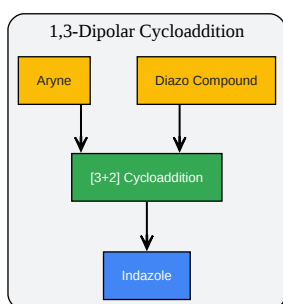 1,3-Dipolar Cycloaddition
Aryne
Diazo Compound
[3+2] Cycloaddition
Indazole